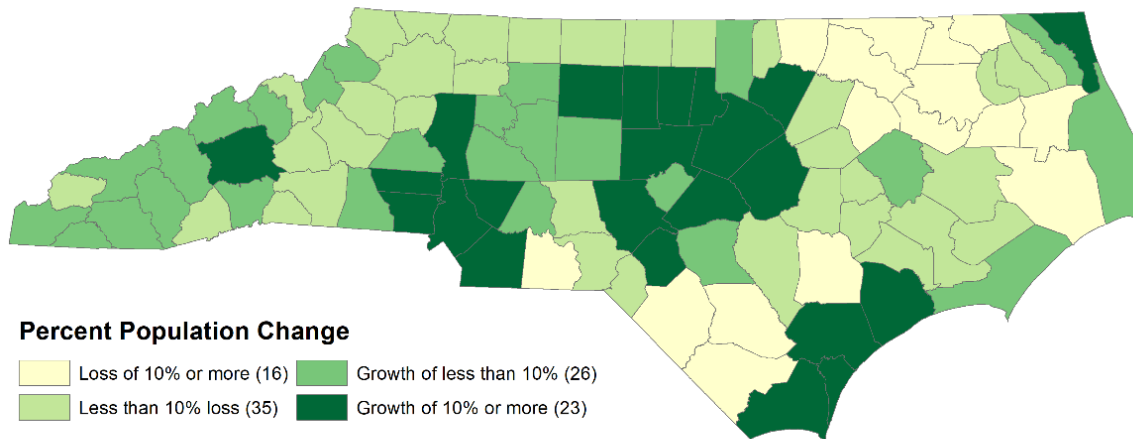 Percent Population Change
Loss of 10% or more (16)
Growth of less than 10% (26)
Less than 10% loss (35)
Growth of 10% or more (23)